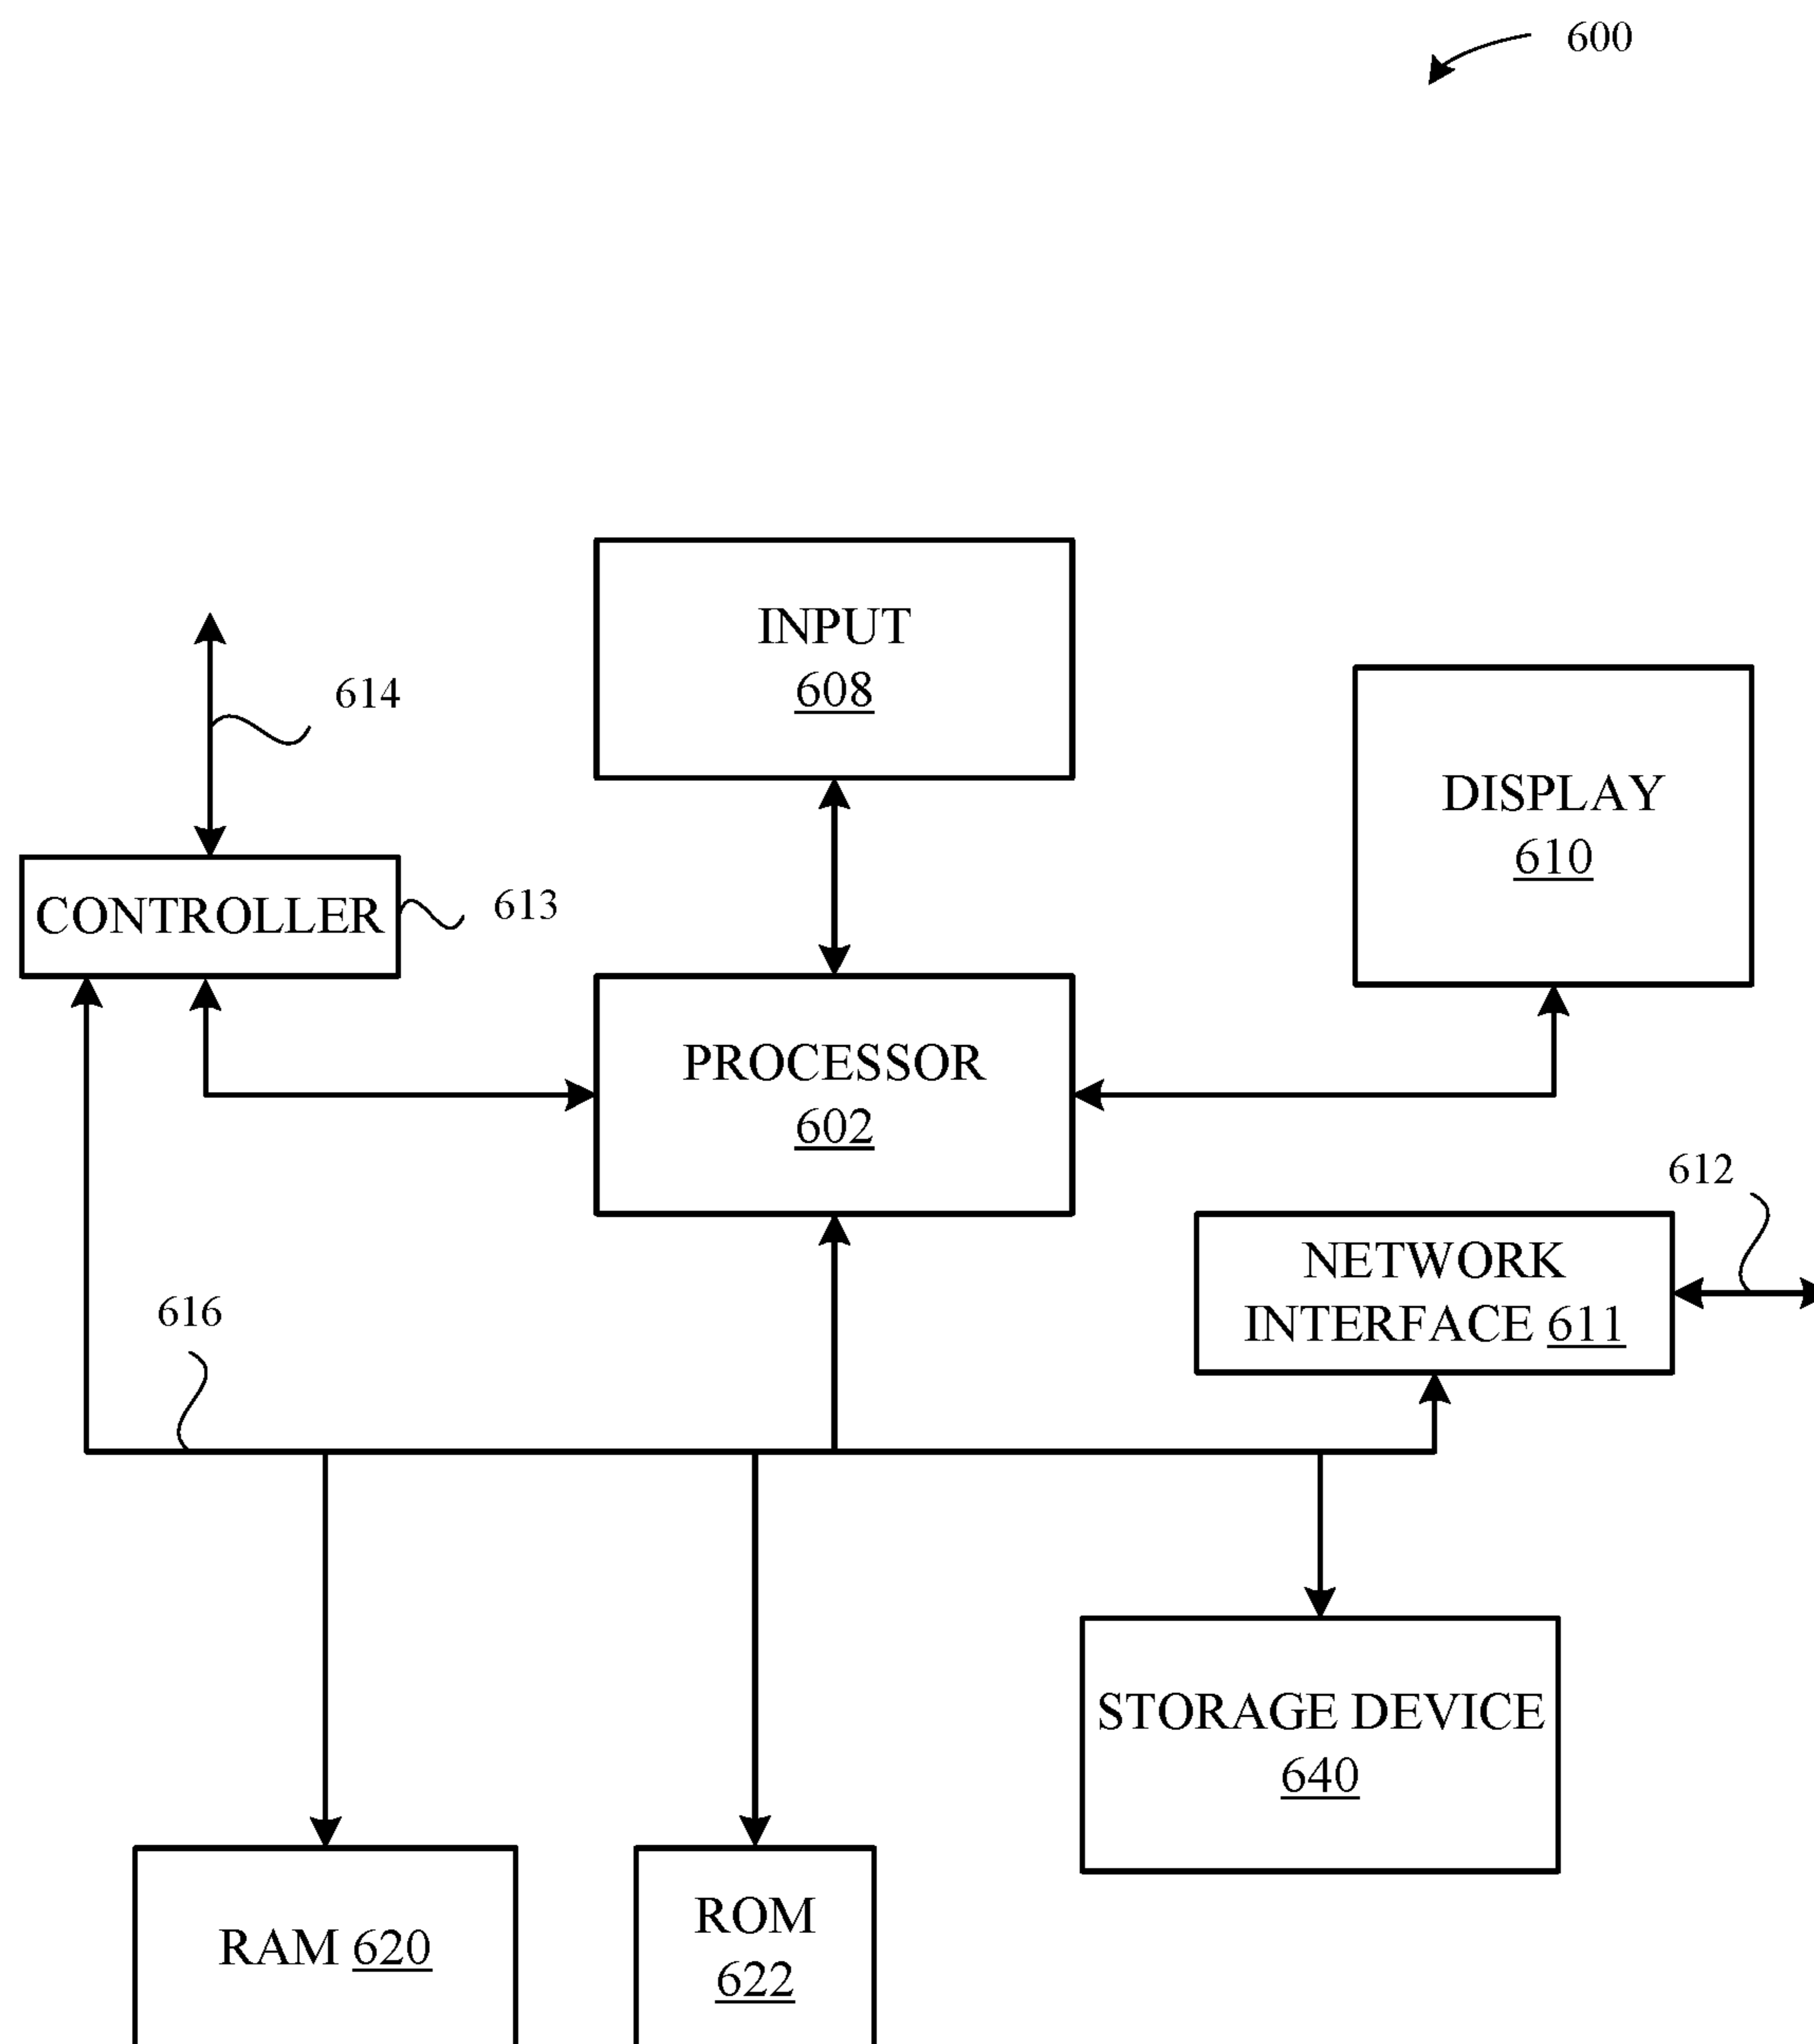 600
INPUT
608
614
DISPLAY
610
CONTROLLER
613
PROCESSOR
602
612
NETWORK
INTERFACE 611
616
STORAGE DEVICE
640
RAM 620
ROM
622